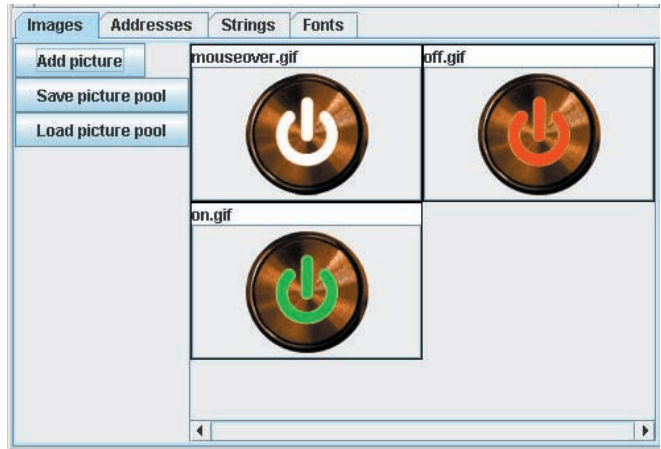 Images Addresses Strings Fonts
Add picture
Save picture pool
Load picture pool
mouseover.gif off.gif
on.gif